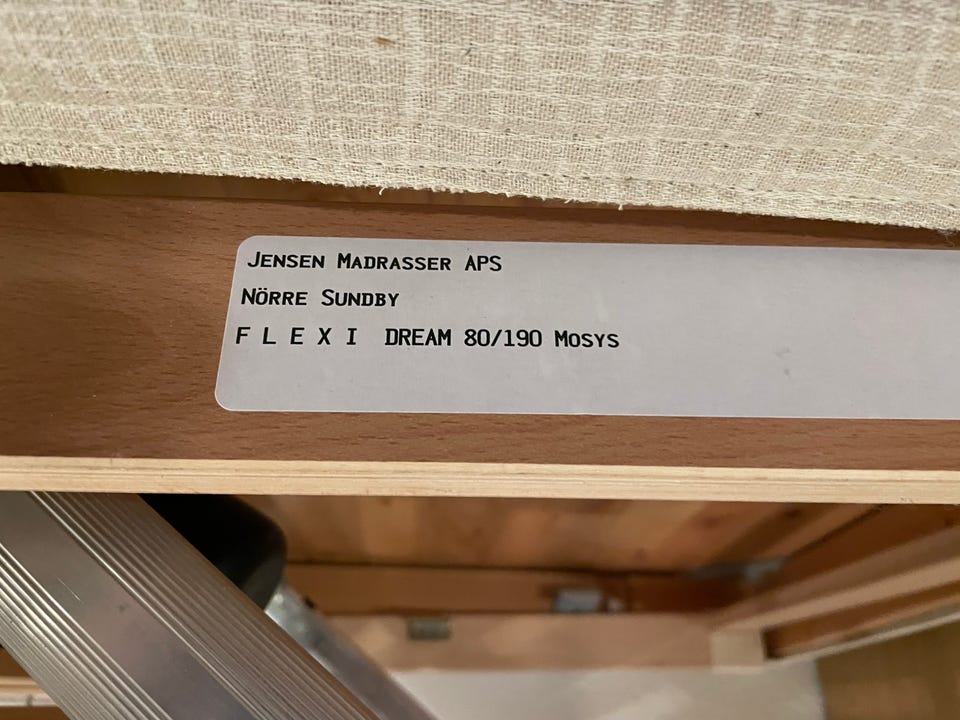 Jensen Madrasser APS
Nörre Sundby
F L E X I DREAM 80/190 Mosys